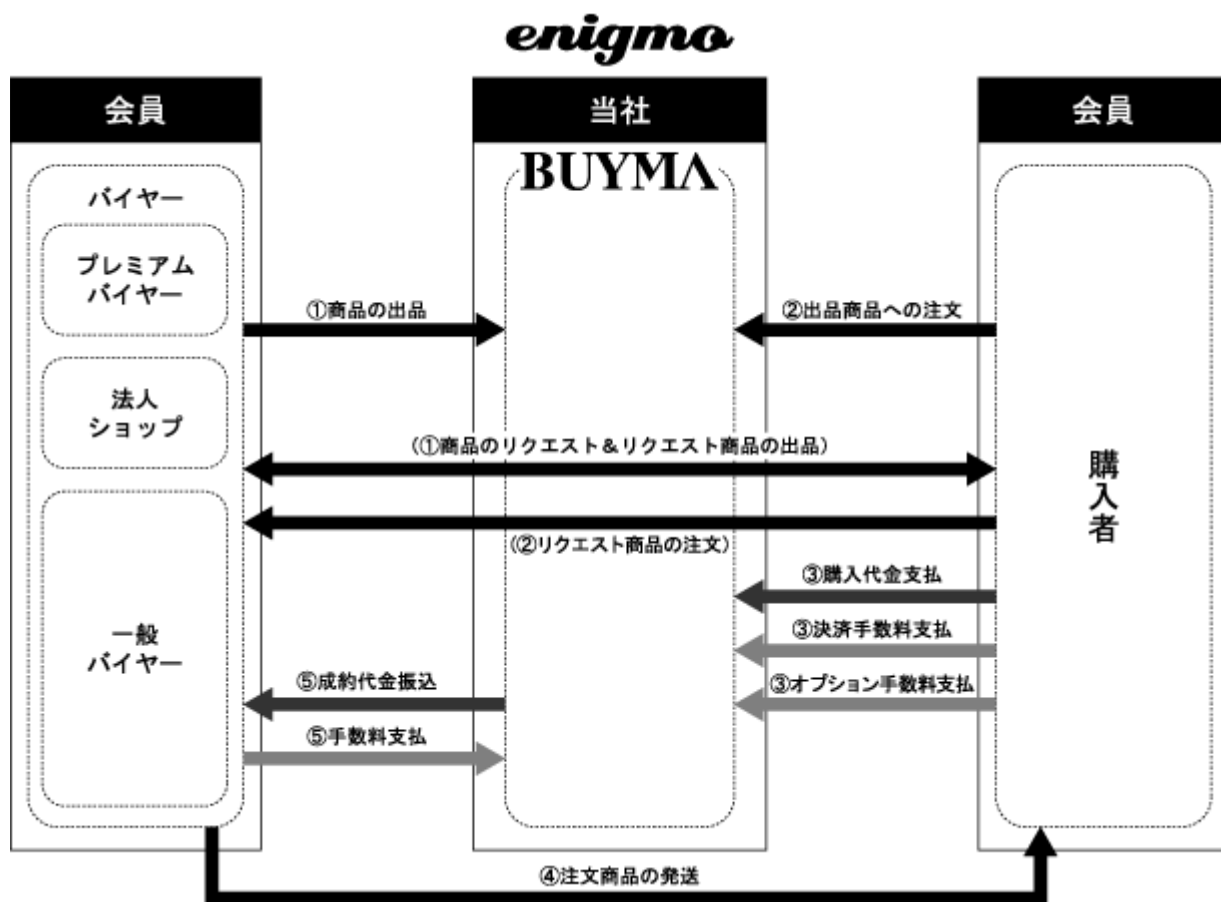 enigmo
会員
当社
会員
BUYMA
バイヤー
プレミアム
バイヤー
①商品の出品
②出品商品への注文
法人
ショップ
(①商品のリクエスト&リクエスト商品の出品)
購入者
(②リクエスト商品の注文)
③購入代金支払
一般
バイヤー
③決済手数料支払
⑤成約代金振込
③オプション手数料支払
⑤手数料支払
④注文商品の発送